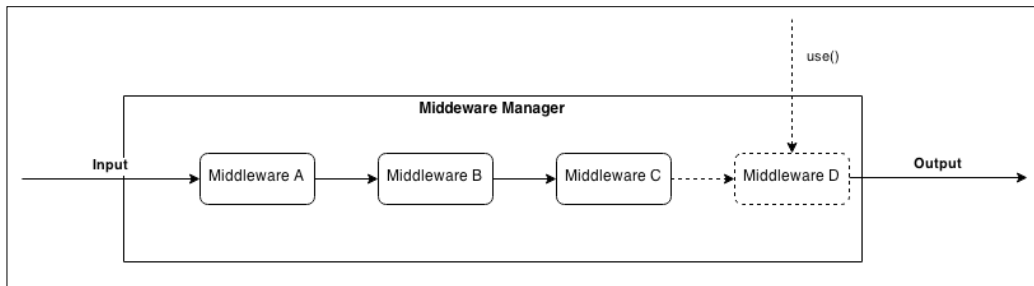 use()
Middeware Manager
Input
Middleware A
Middleware B
Middleware C
Middleware D
Output